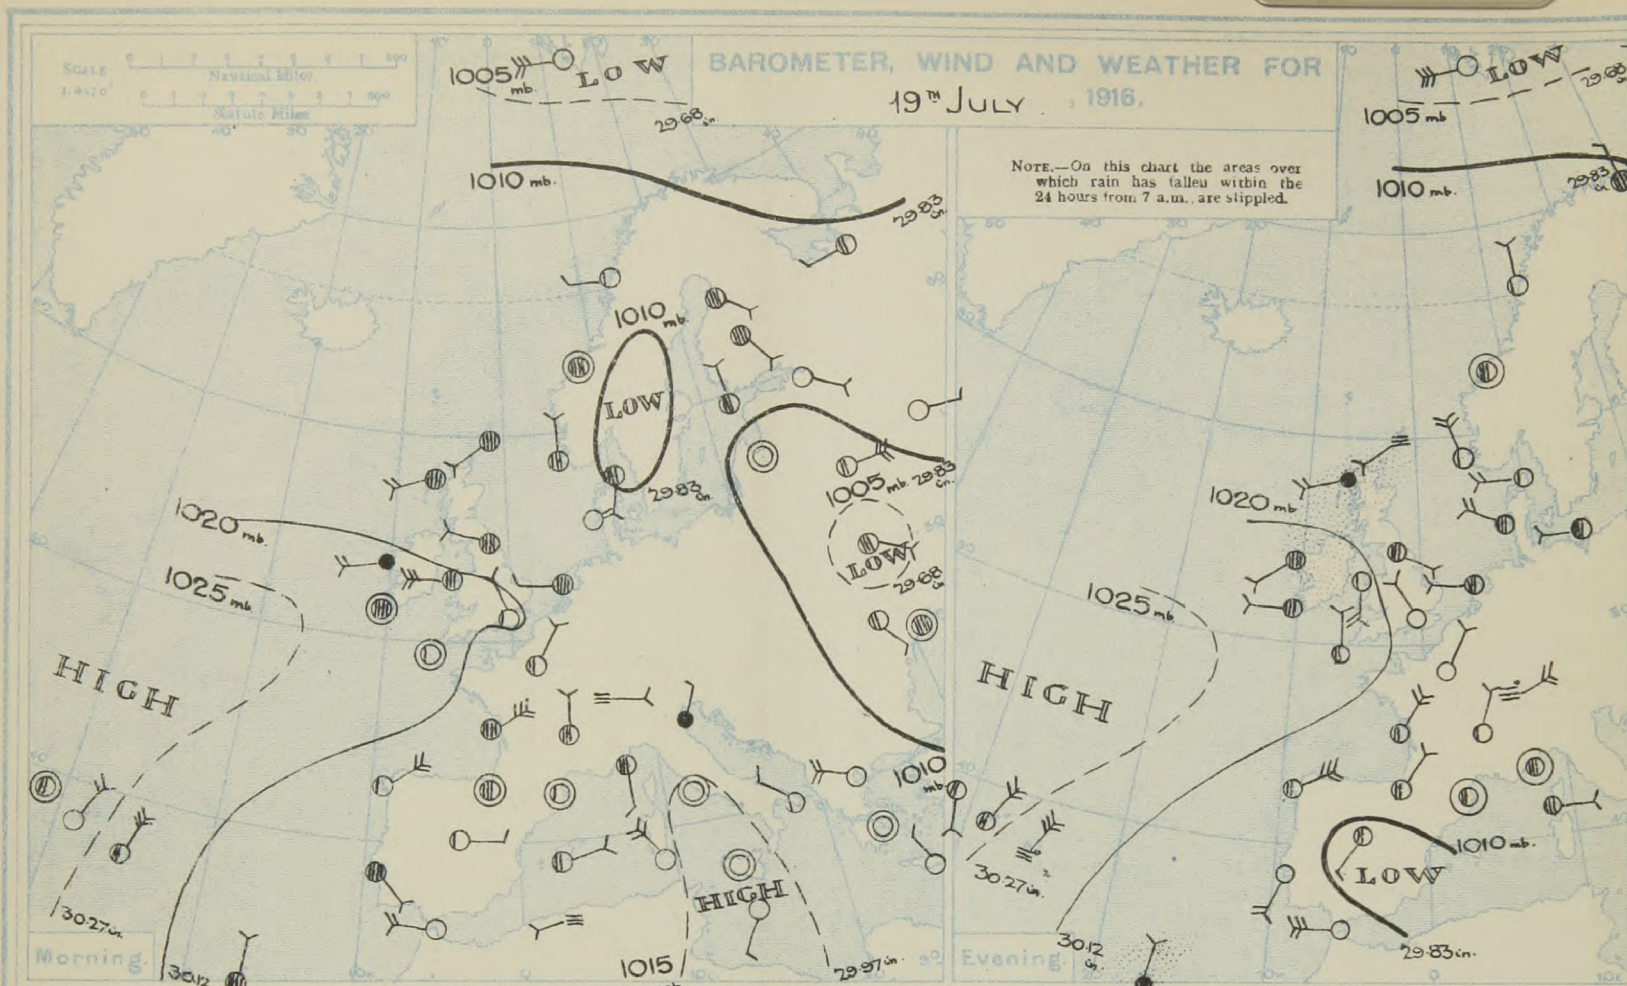 BAROMETER, WIND AND WEATHER FOR
19TH JULY , 1916.
NOTE.—On this chart the areas over
which rain has fallen within the
24 hours from 7 a.m. are stippled.
SCALE
Nautical Miles
Statute Miles
1005 mb.
LOW
29·68 in.
1010 mb.
29·83 in.
1010 mb.
LOW
29·83 in.
1005 mb.
29·83 in.
LOW
29·68 in
1020 mb.
1025 mb.
HIGH
1010 mb.
HIGH
30·27 in.
30·12
1015 mb
29·97 in.
Morning.
LOW
29·68
1005 mb
1010 mb.
29·83 in
1020 mb
1025 mb.
HIGH
30·27 in.
30·12 in.
1010 mb.
LOW
29·83 in.
Evening.